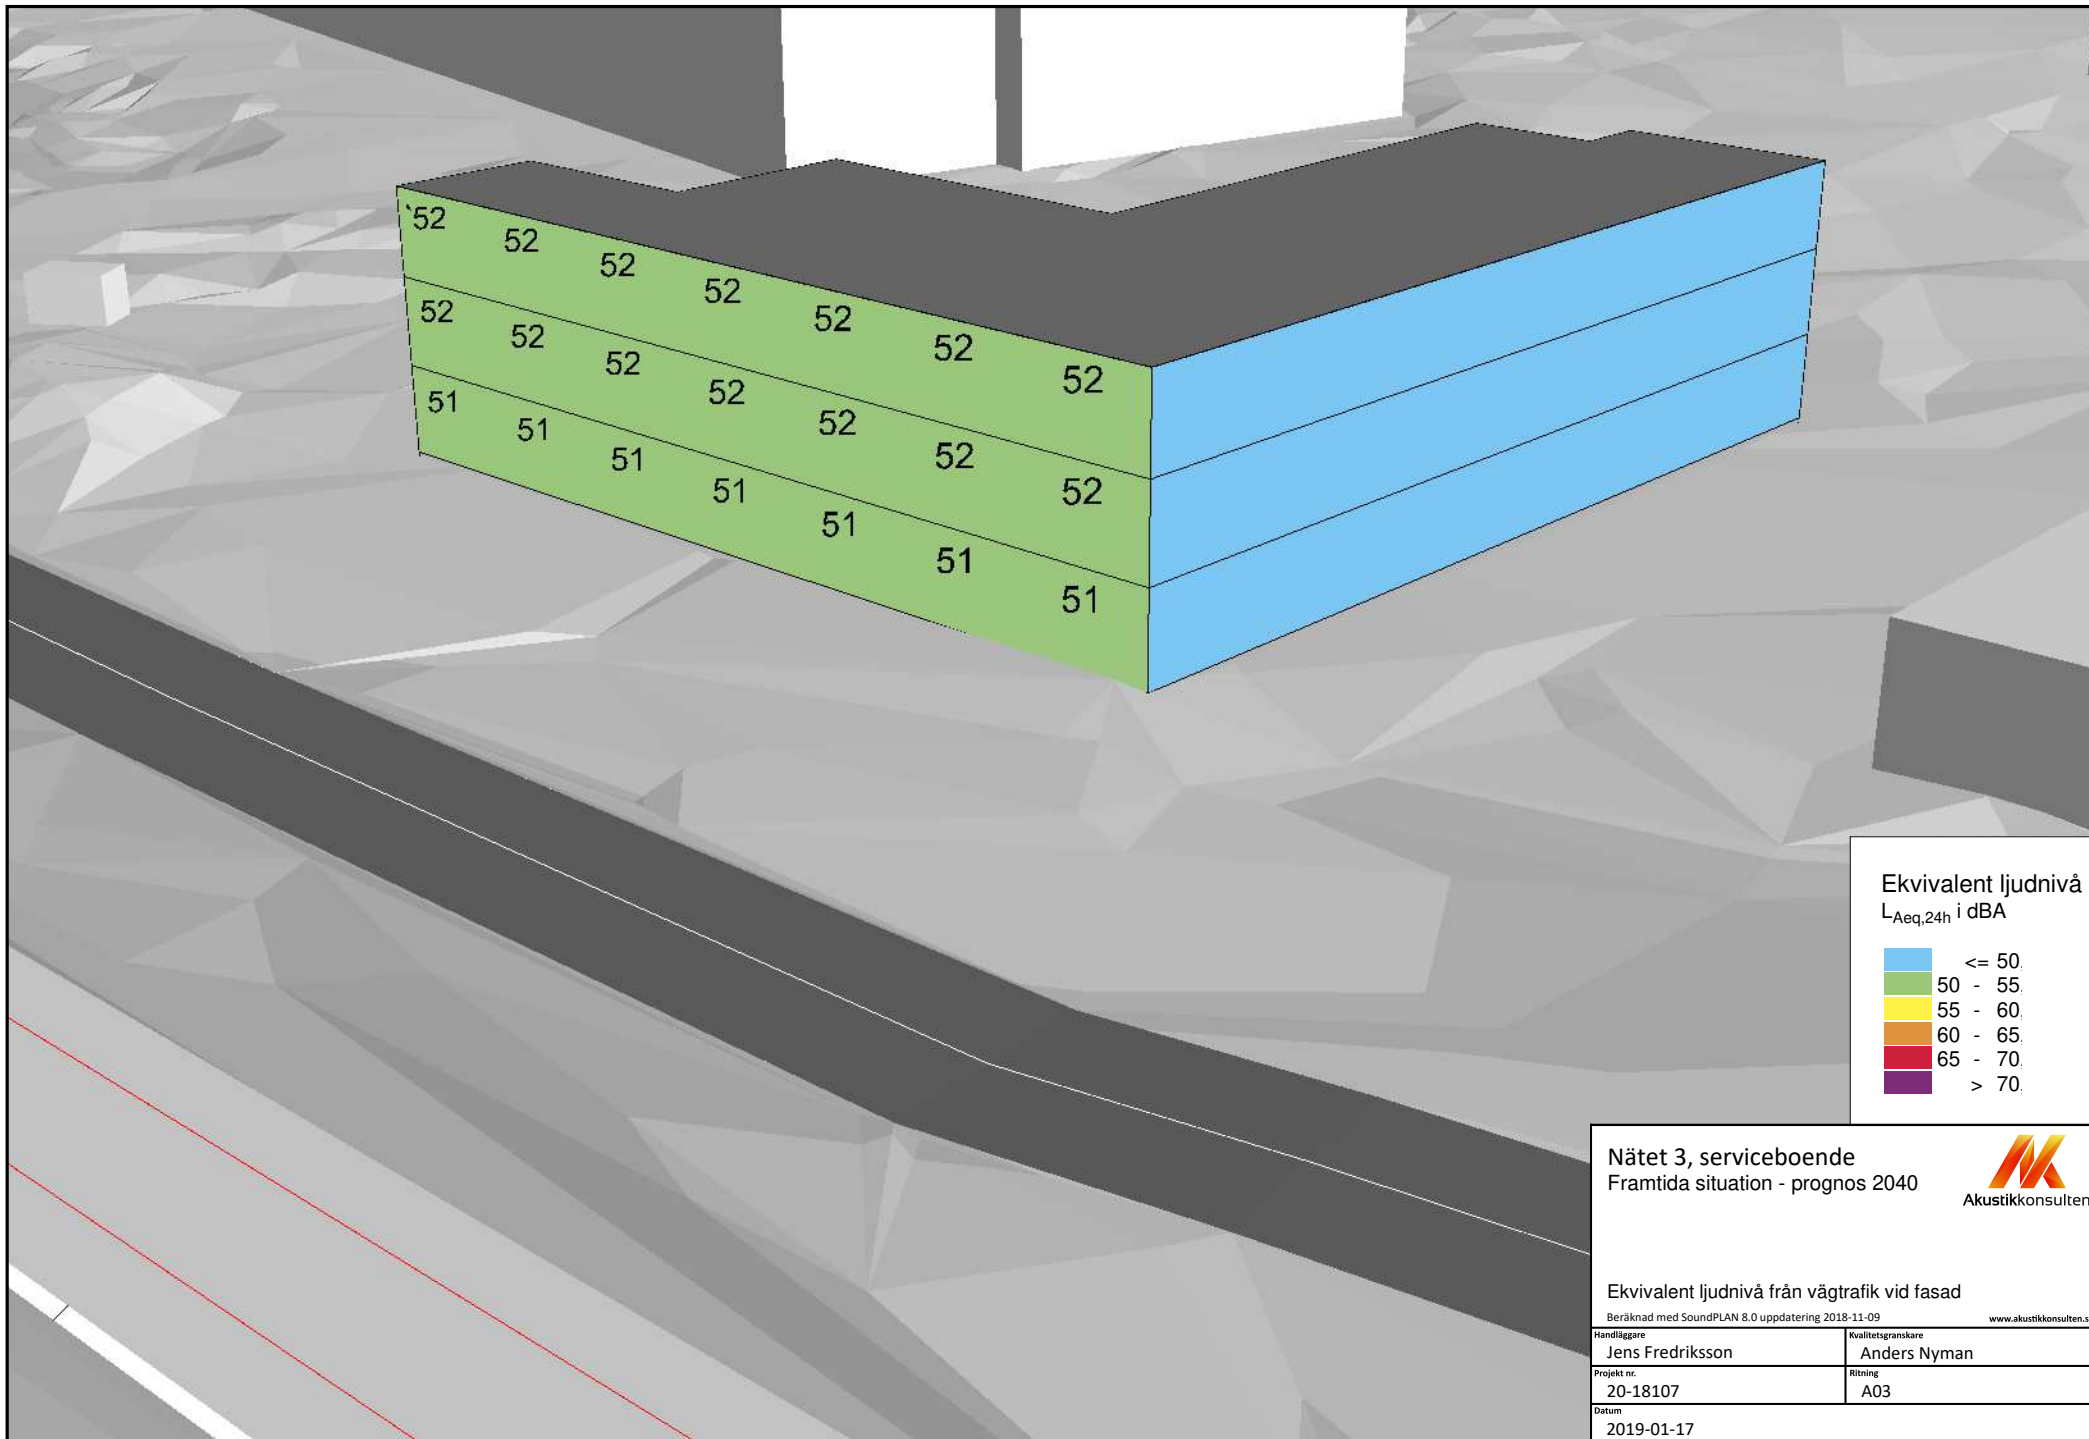 52 52 52 52 52 52 52
52 52 52 52 52 52 52
51 51 51 51 51 51 51
Ekvivalent ljudnivå
LAeq,24h i dBA
<= 50,
50 - 55,
55 - 60,
60 - 65,
65 - 70,
> 70,
Nätet 3, serviceboende
Framtida situation - prognos 2040
Akustikkonsulten
Ekvivalent ljudnivå från vägtrafik vid fasad
Beräknad med SoundPLAN 8.0 uppdatering 2018-11-09 www.akustikkonsulten.s
Handläggare Kvalitetsgranskare
Jens Fredriksson Anders Nyman
Projekt nr. Ritning
20-18107 A03
Datum
2019-01-17